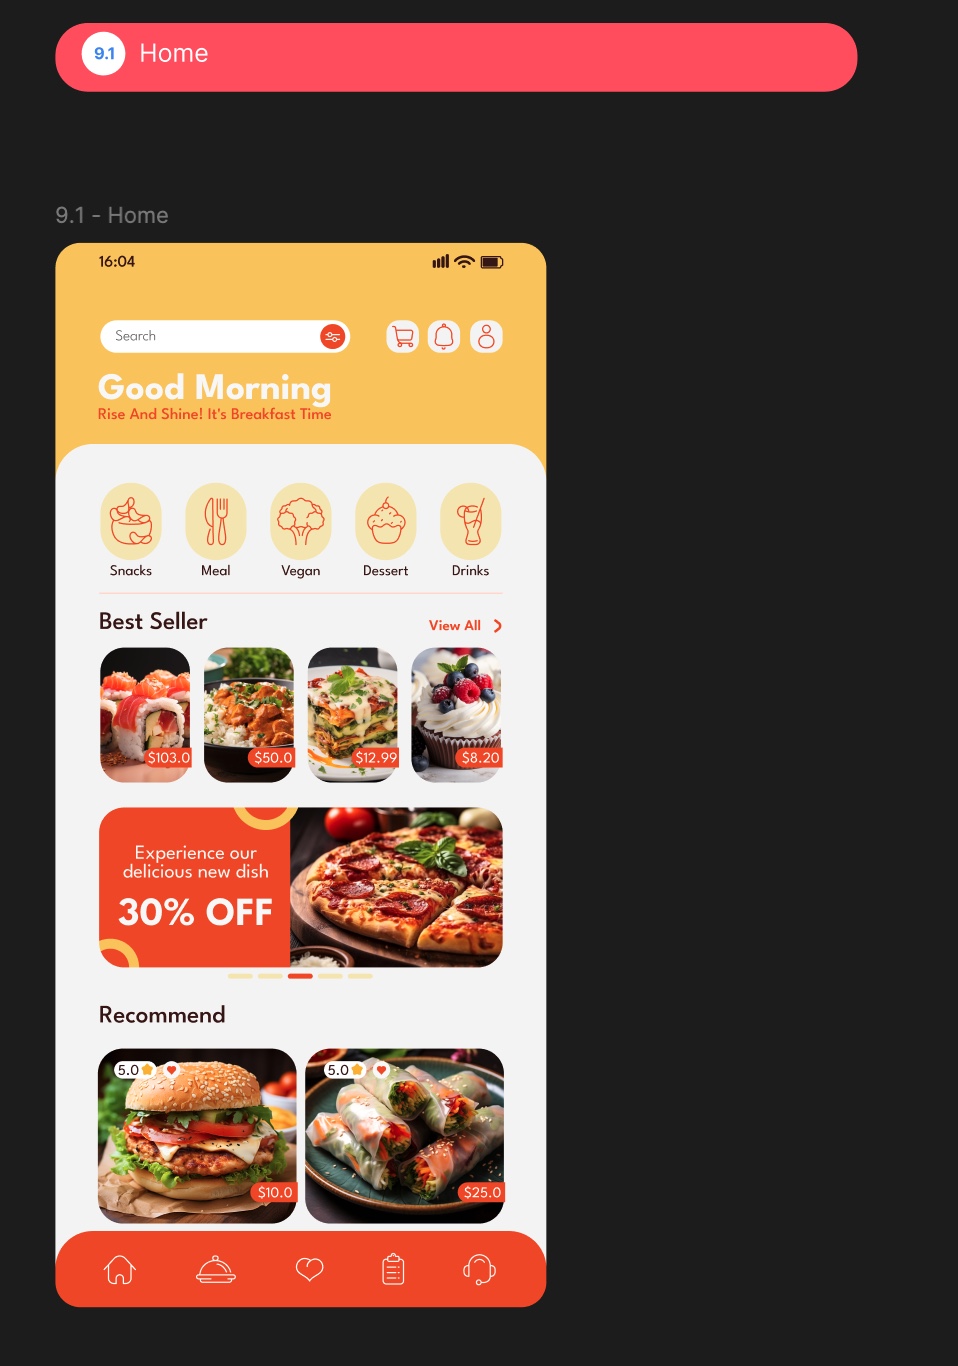 9.1 Home
9.1 - Home
16:04
Search
Good Morning
Rise And Shine! It's Breakfast Time
Snacks Meal Vegan Dessert Drinks
Best Seller
View All
$103.0 $50.0 $12.99 $8.20
Experience our
delicious new dish
30% OFF
Recommend
5.0 5.0
$10.0 $25.0